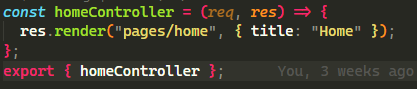 const homeController = (req, res) => {
  res.render("pages/home", { title: "Home" });
};
export { homeController };     You, 3 weeks ago